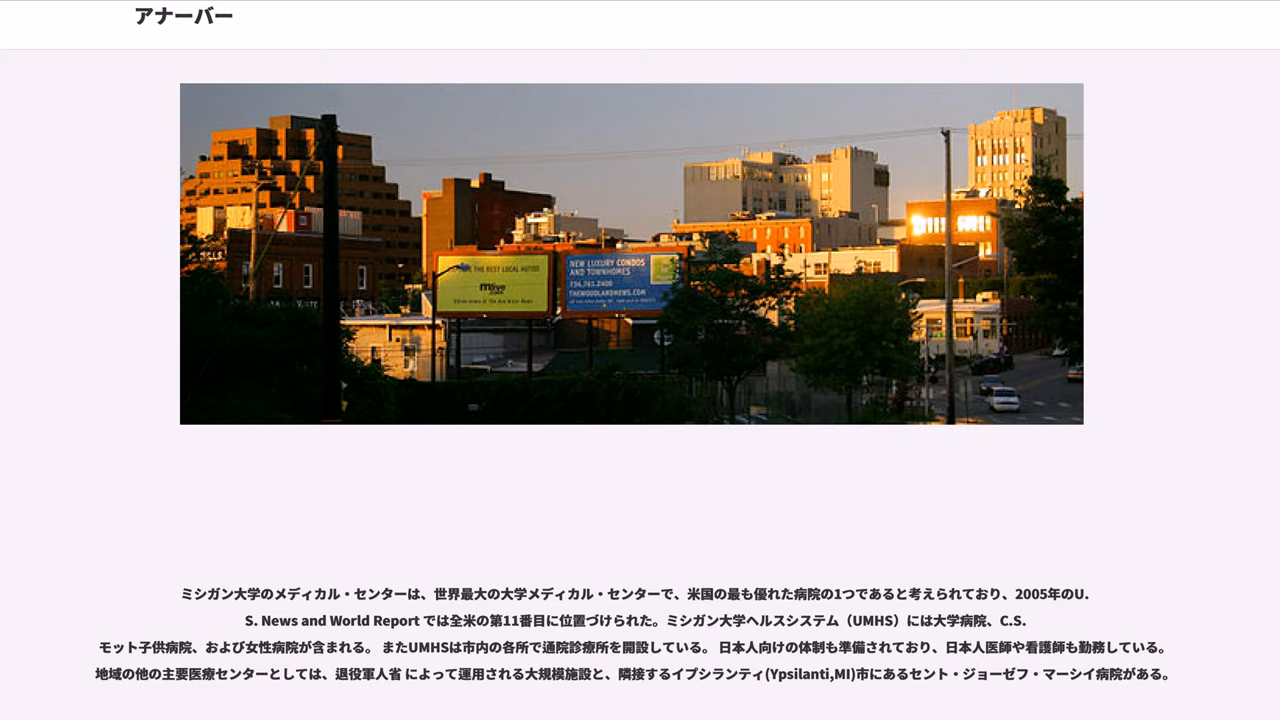 アナーバー
THE BEST LOCAL AUTOS
mlive
.com
NEW LUXURY CONDOS
AND TOWNHOMES
734.761.2400
THEWOODLANDMEWS.COM
ミシガン大学のメディカル・センターは、世界最大の大学メディカル・センターで、米国の最も優れた病院の1つであると考えられており、2005年のU.
S. News and World Report では全米の第11番目に位置づけられた。ミシガン大学ヘルスシステム（UMHS）には大学病院、C.S.
モット子供病院、および女性病院が含まれる。 またUMHSは市内の各所で通院診療所を開設している。 日本人向けの体制も準備されており、日本人医師や看護師も勤務している。
地域の他の主要医療センターとしては、退役軍人省 によって運用される大規模施設と、隣接するイプシランティ(Ypsilanti,MI)市にあるセント・ジョーゼフ・マーシイ病院がある。